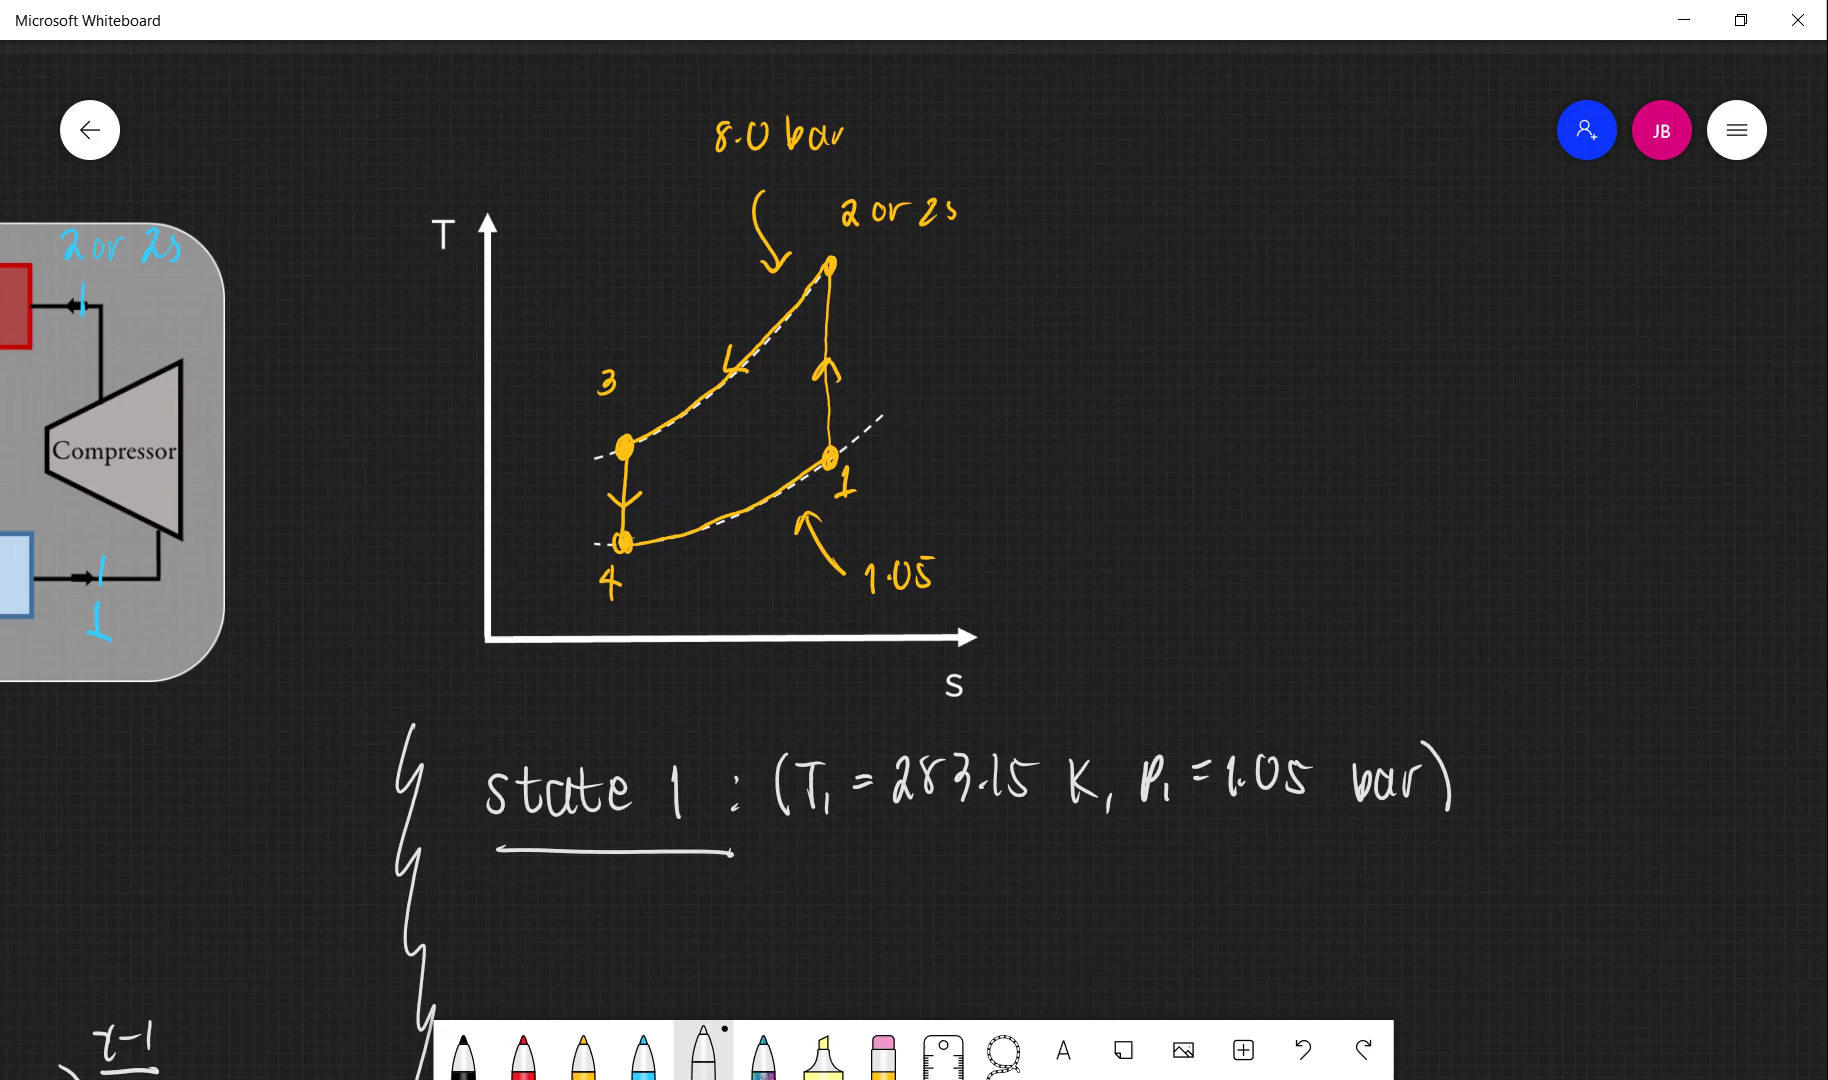 Microsoft Whiteboard
JB
8.0 bar
2 or 2s
T
2 or 2s
3
Compressor
1
1.05
4
1
S
state 1 : (T₁ = 283.15 K, P₁ = 1.05 bar)
A